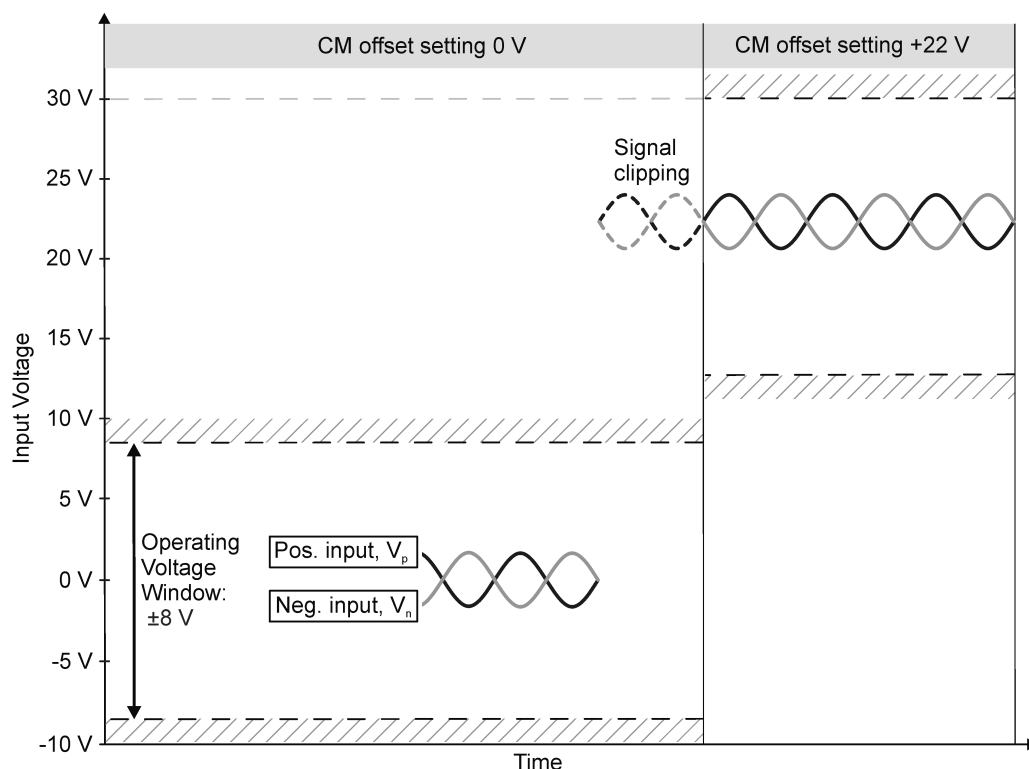 CM offset setting 0 V
CM offset setting +22 V
30 V
25 V
20 V
15 V
10 V
5 V
0 V
-5 V
-10 V
Input Voltage
Signal
clipping
Operating
Voltage
Window:
±8 V
Pos. input, Vp
Neg. input, Vn
Time